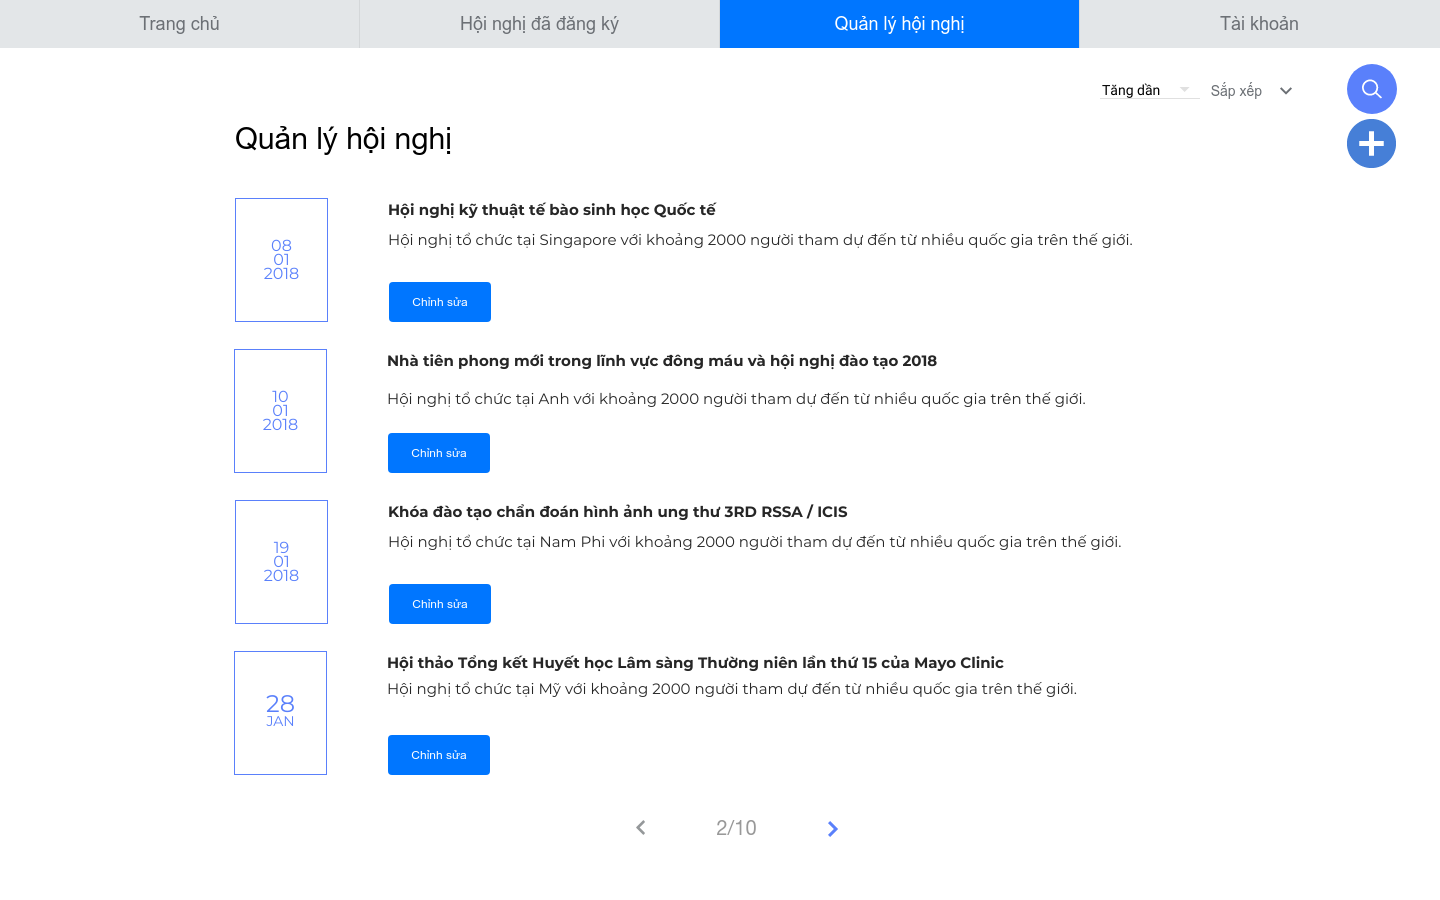 Trang chủ
Hội nghị đã đăng ký
Quản lý hội nghị
Tài khoản
Tăng dần
Sắp xếp
Quản lý hội nghị
08
01
2018
Hội nghị kỹ thuật tế bào sinh học Quốc tế
Hội nghị tổ chức tại Singapore với khoảng 2000 người tham dự đến từ nhiều quốc gia trên thế giới.
Chỉnh sửa
10
01
2018
Nhà tiên phong mới trong lĩnh vực đông máu và hội nghị đào tạo 2018
Hội nghị tổ chức tại Anh với khoảng 2000 người tham dự đến từ nhiều quốc gia trên thế giới.
Chỉnh sửa
19
01
2018
Khóa đào tạo chẩn đoán hình ảnh ung thư 3RD RSSA / ICIS
Hội nghị tổ chức tại Nam Phi với khoảng 2000 người tham dự đến từ nhiều quốc gia trên thế giới.
Chỉnh sửa
28
JAN
Hội thảo Tổng kết Huyết học Lâm sàng Thường niên lần thứ 15 của Mayo Clinic
Hội nghị tổ chức tại Mỹ với khoảng 2000 người tham dự đến từ nhiều quốc gia trên thế giới.
Chỉnh sửa
2/10